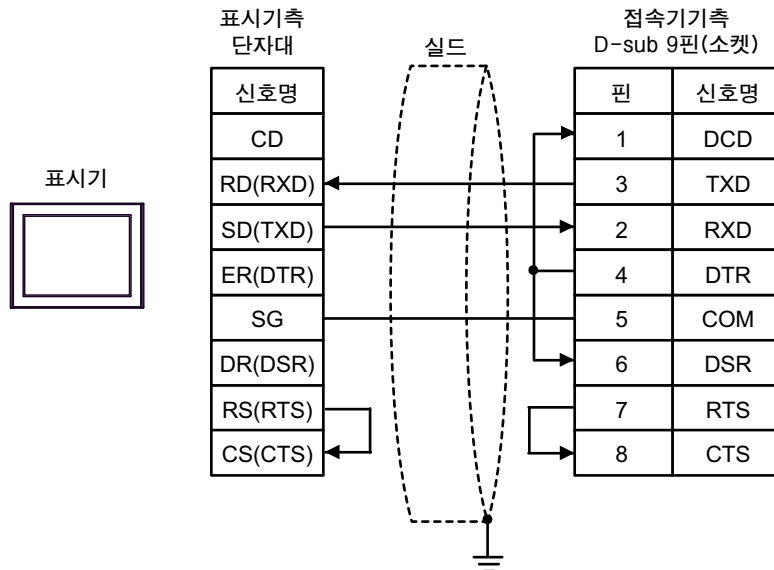 표시기측
단자대
실드
접속기기측
D-sub 9핀(소켓)
표시기
신호명
CD
RD(RXD)
SD(TXD)
ER(DTR)
SG
DR(DSR)
RS(RTS)
CS(CTS)
핀 신호명
1 DCD
3 TXD
2 RXD
4 DTR
5 COM
6 DSR
7 RTS
8 CTS